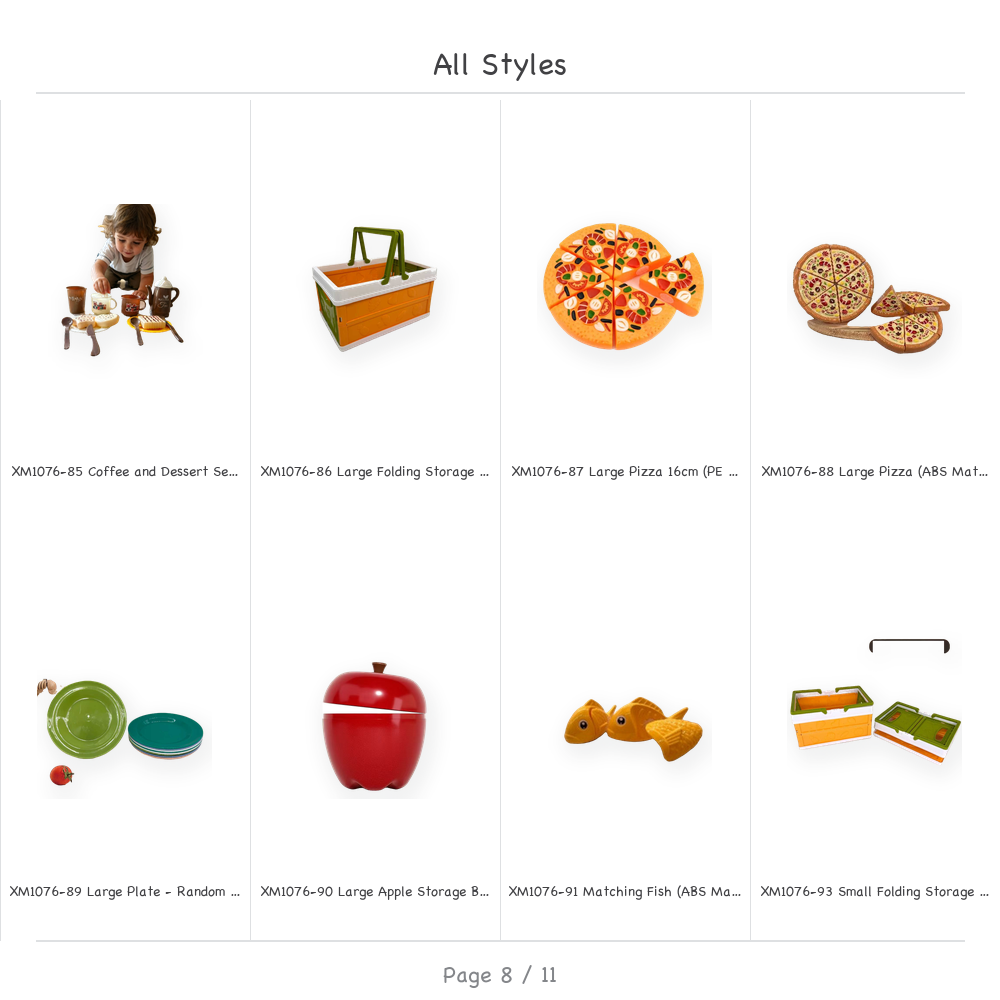 All Styles
XM1076-85 Coffee and Dessert Se...
XM1076-86 Large Folding Storage ...
XM1076-87 Large Pizza 16cm (PE ...
XM1076-88 Large Pizza (ABS Mat...
XM1076-89 Large Plate - Random ...
XM1076-90 Large Apple Storage B...
XM1076-91 Matching Fish (ABS Ma...
XM1076-93 Small Folding Storage ...
Page 8 / 11